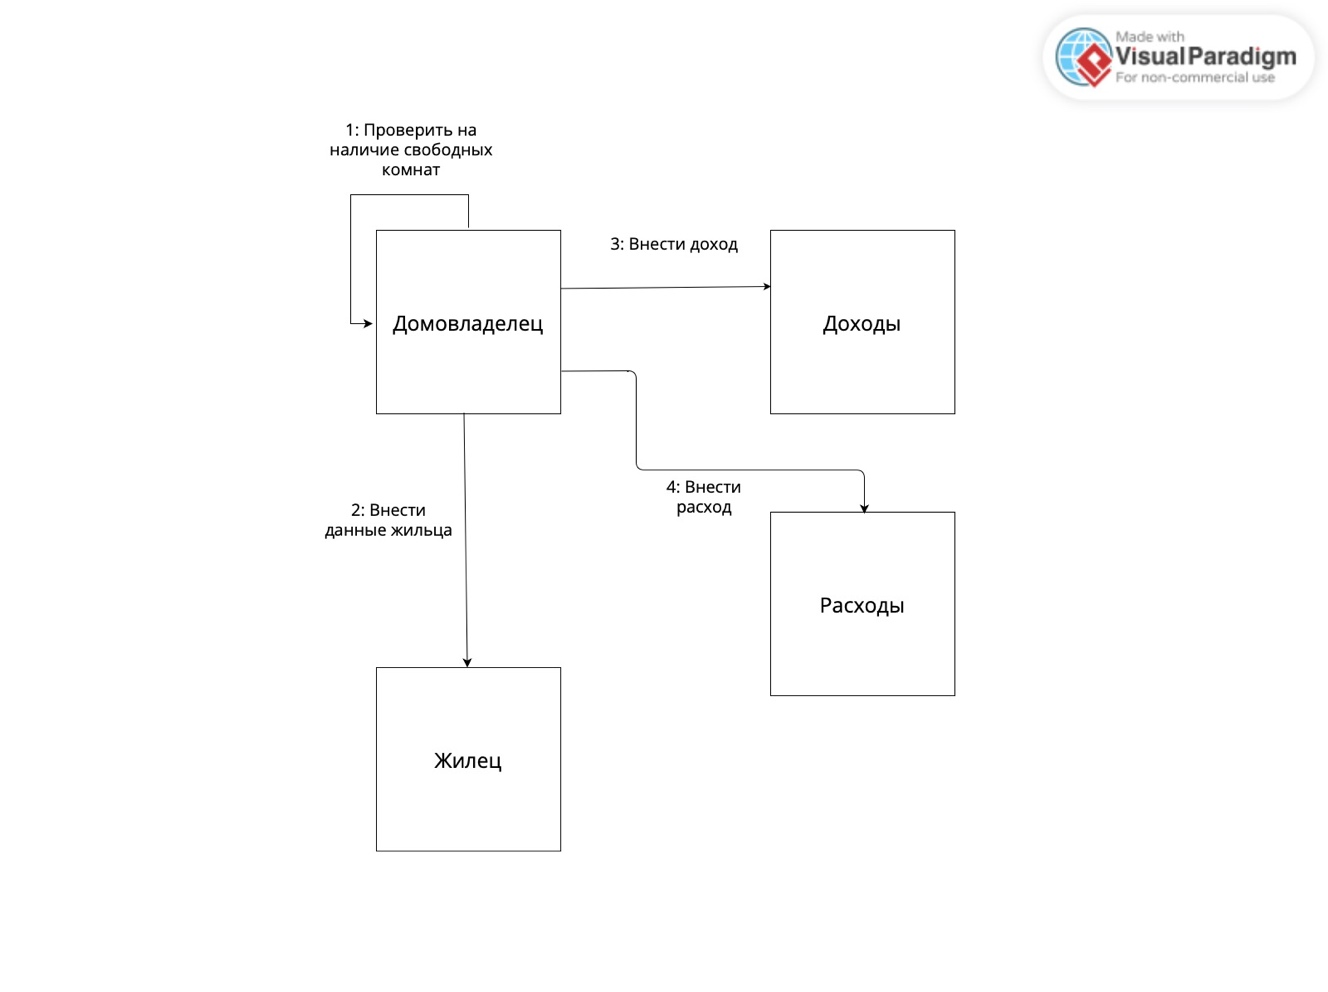 Made with
Visual Paradigm
For non-commercial use
1: Проверить на
наличие свободных
комнат
3: Внести доход
Домовладелец
Доходы
4: Внести
расход
2: Внести
данные жильца
Расходы
Жилец